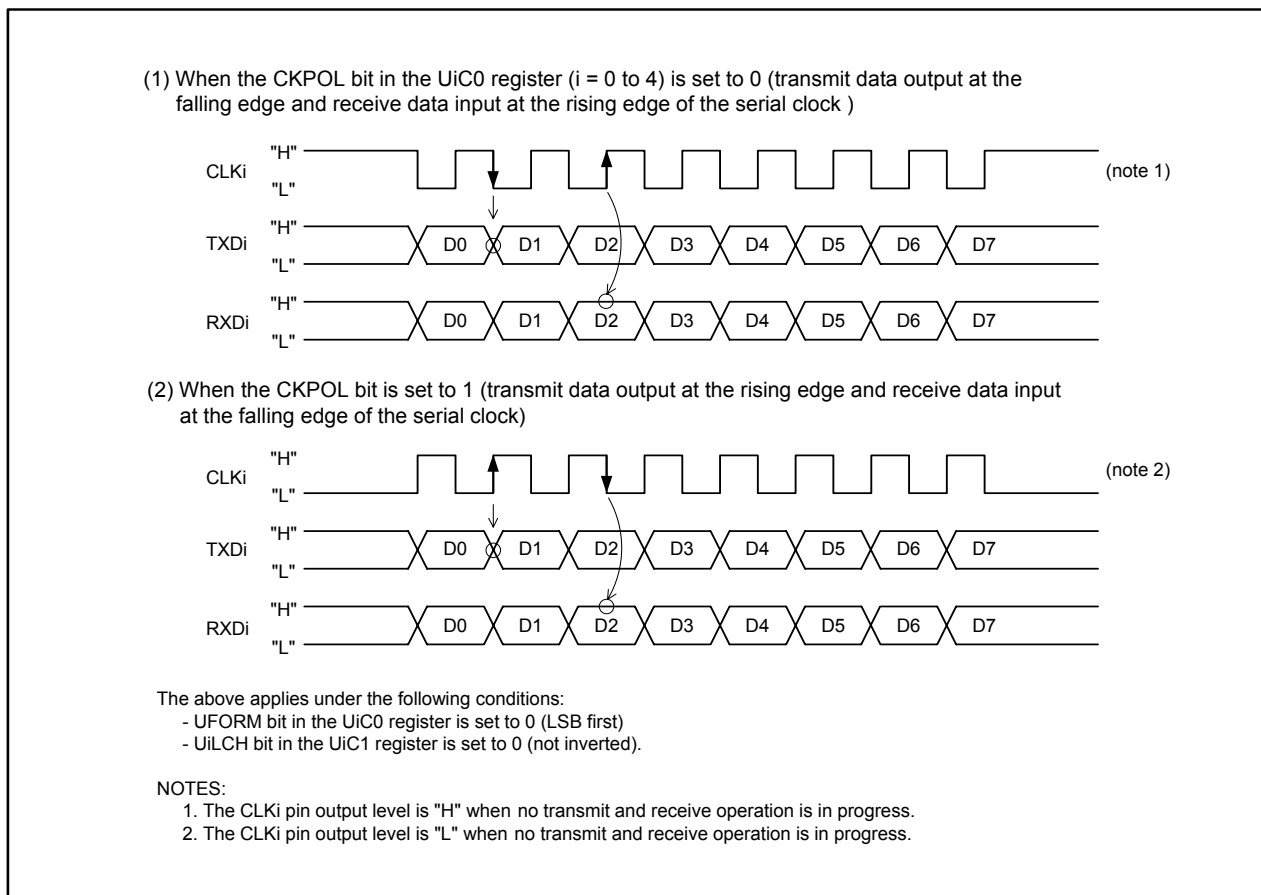 (1) When the CKPOL bit in the UiC0 register (i = 0 to 4) is set to 0 (transmit data output at the
falling edge and receive data input at the rising edge of the serial clock )
"H"
CLKi
"L"
(note 1)
"H"
TXDi
"L"
D0 D1 D2 D3 D4 D5 D6 D7
"H"
RXDi
"L"
D0 D1 D2 D3 D4 D5 D6 D7
(2) When the CKPOL bit is set to 1 (transmit data output at the rising edge and receive data input
at the falling edge of the serial clock)
"H"
CLKi
"L"
(note 2)
"H"
TXDi
"L"
D0 D1 D2 D3 D4 D5 D6 D7
"H"
RXDi
"L"
D0 D1 D2 D3 D4 D5 D6 D7
The above applies under the following conditions:
- UFORM bit in the UiC0 register is set to 0 (LSB first)
- UiLCH bit in the UiC1 register is set to 0 (not inverted).
NOTES:
1. The CLKi pin output level is "H" when no transmit and receive operation is in progress.
2. The CLKi pin output level is "L" when no transmit and receive operation is in progress.